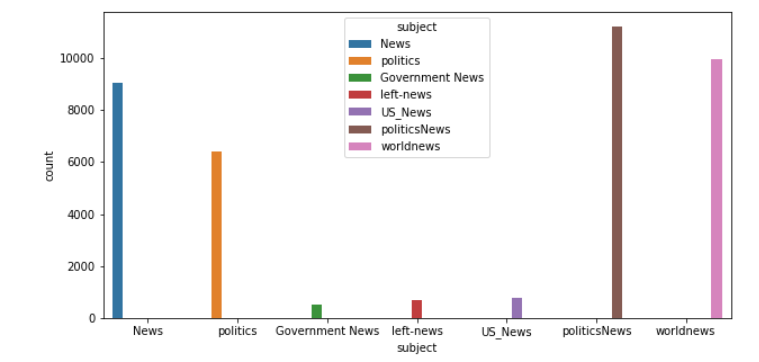 subject
News
politics
Government News
left-news
US_News
politicsNews
worldnews
count
10000
8000
6000
4000
2000
0
News politics Government News left-news US_News politicsNews worldnews
subject